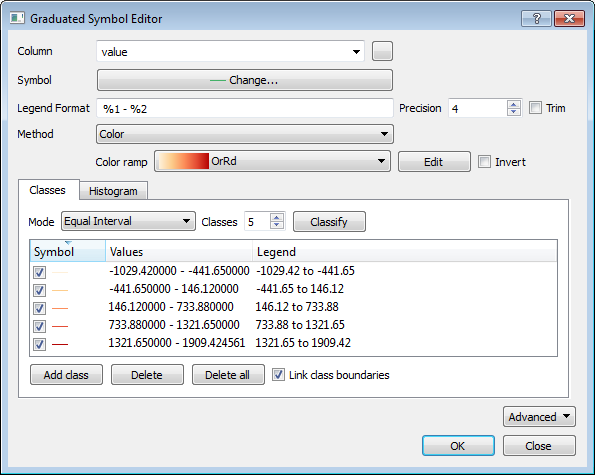 Graduated Symbol Editor
Column value
Symbol Change...
Legend Format %1 - %2 Precision 4 Trim
Method Color
Color ramp OrRd Edit Invert
Classes Histogram
Mode Equal Interval Classes 5 Classify
Symbol Values Legend
-1029.420000 - -441.650000 -1029.42 to -441.65
-441.650000 - 146.120000 -441.65 to 146.12
146.120000 - 733.880000 146.12 to 733.88
733.880000 - 1321.650000 733.88 to 1321.65
1321.650000 - 1909.424561 1321.65 to 1909.42
Add class Delete Delete all Link class boundaries
Advanced
OK Close